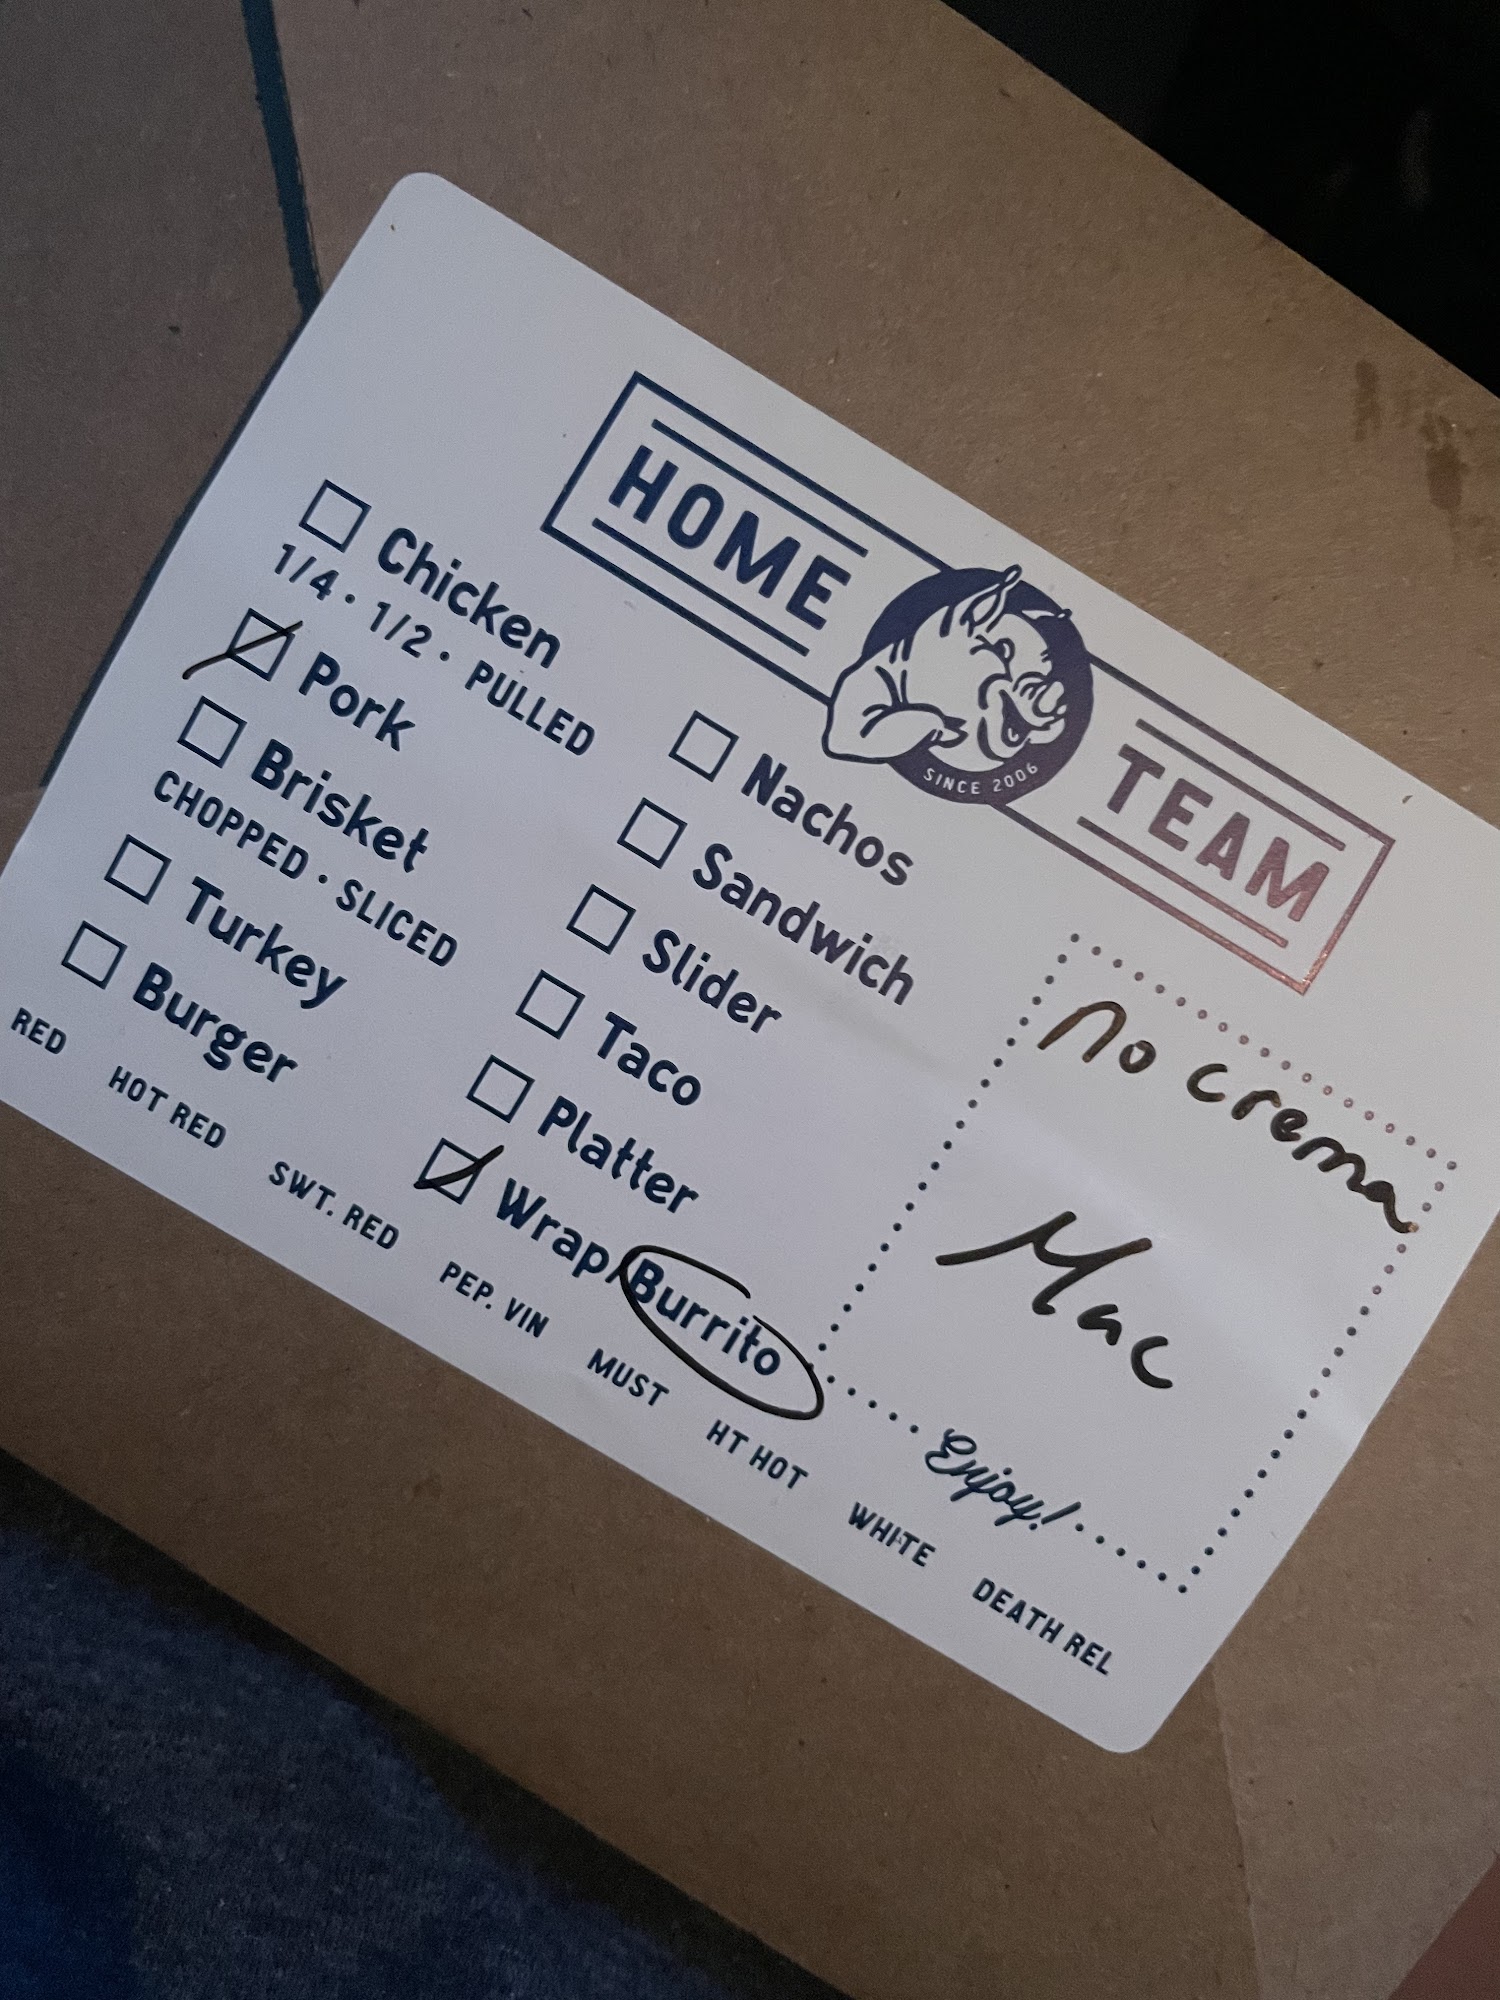 HOME TEAM
SINCE 2006
Chicken
1/4 • 1/2 • PULLED
Pork
Brisket
CHOPPED • SLICED
Turkey
Burger
Nachos
Sandwich
Slider
Taco
Platter
Wrap/Burrito
No crema
Mac
Enjoy!
RED HOT RED SWT. RED PEP. VIN MUST HT HOT WHITE DEATH REL